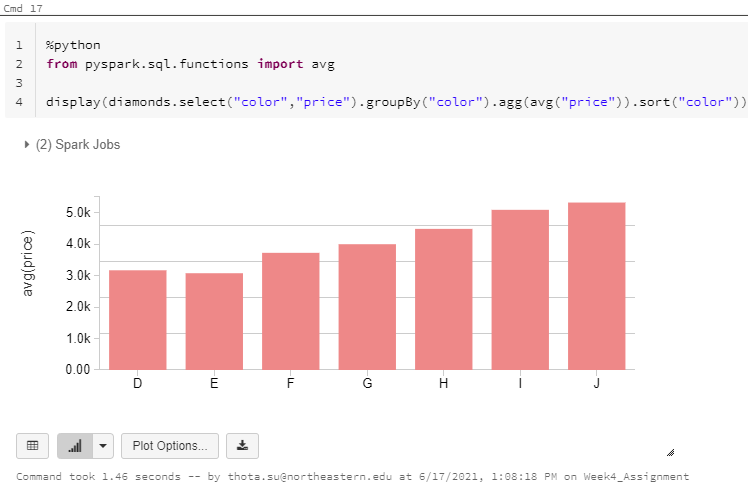 Cmd 17
1 %python
2 from pyspark.sql.functions import avg
3
4 display(diamonds.select("color","price").groupBy("color").agg(avg("price")).sort("color"))
(2) Spark Jobs
avg(price)
5.0k
4.0k
3.0k
2.0k
1.0k
0.00
D E F G H I J
Plot Options...
Command took 1.46 seconds -- by thota.su@northeastern.edu at 6/17/2021, 1:08:18 PM on Week4_Assignment